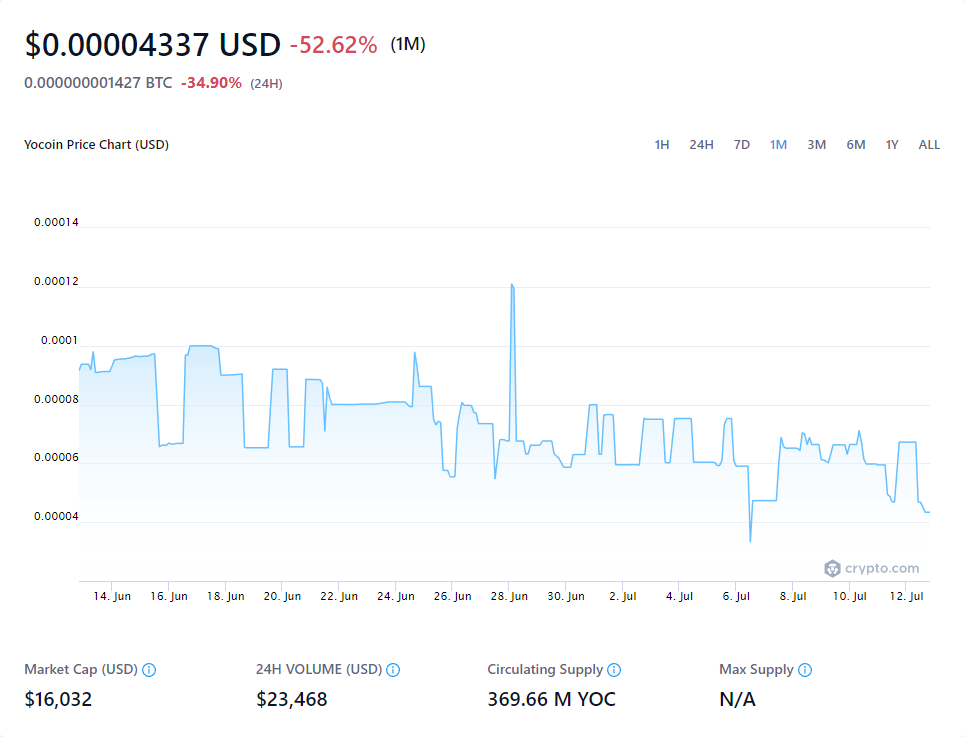 $0.00004337 USD -52.62% (1M)
0.000000001427 BTC -34.90% (24H)
Yocoin Price Chart (USD) 1H 24H 7D 1M 3M 6M 1Y ALL
0.00014
0.00012
0.0001
0.00008
0.00006
0.00004
crypto.com
14. Jun 16. Jun 18. Jun 20. Jun 22. Jun 24. Jun 26. Jun 28. Jun 30. Jun 2. Jul 4. Jul 6. Jul 8. Jul 10. Jul 12. Jul
Market Cap (USD) 24H VOLUME (USD) Circulating Supply Max Supply
$16,032 $23,468 369.66 M YOC N/A